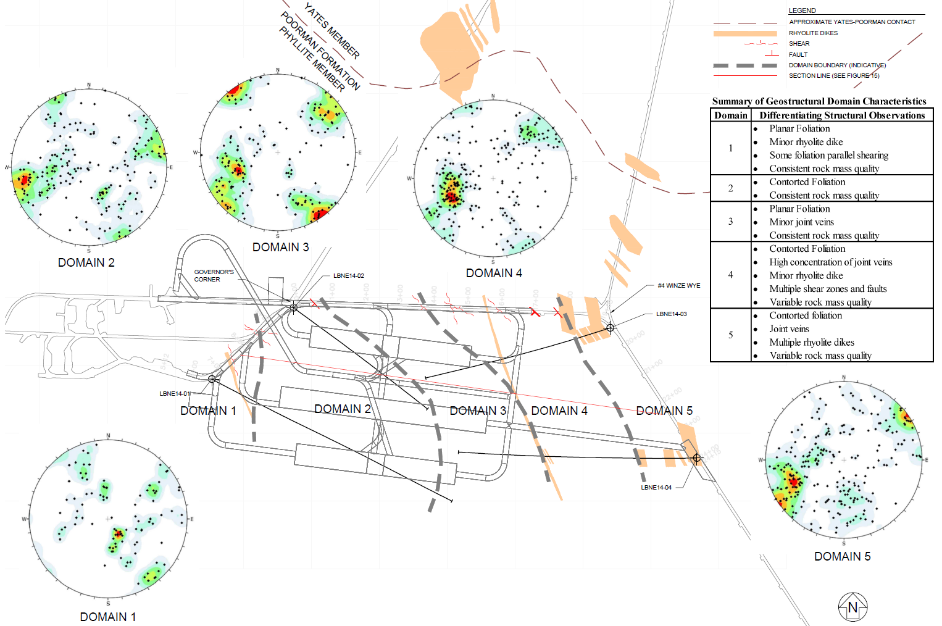 YATES MEMBER
POORMAN FORMATION
PHYLLITE MEMBER
LEGEND
APPROXIMATE YATES-POORMAN CONTACT
RHYOLITE DIKES
SHEAR
FAULT
DOMAIN BOUNDARY (INDICATIVE)
SECTION LINE (SEE FIGURE 15)
Summary of Geostructural Domain Characteristics
Domain Differentiating Structural Observations
1
• Planar Foliation
• Minor rhyolite dike
• Some foliation parallel shearing
• Consistent rock mass quality
2
• Contorted Foliation
• Consistent rock mass quality
3
• Planar Foliation
• Minor joint veins
• Consistent rock mass quality
4
• Contorted Foliation
• High concentration of joint veins
• Minor rhyolite dike
• Multiple shear zones and faults
• Variable rock mass quality
5
• Contorted foliation
• Joint veins
• Multiple rhyolite dikes
• Variable rock mass quality
N
W
E
S
DOMAIN 2
N
W
E
S
DOMAIN 3
N
W
E
S
DOMAIN 4
GOVERNOR'S
CORNER
LBNE14-02
#4 WINZE WYE
LBNE14-03
LBNE14-01
DOMAIN 1
DOMAIN 2
DOMAIN 3
DOMAIN 4
DOMAIN 5
LBNE14-04
N
W
E
S
DOMAIN 1
N
W
E
S
DOMAIN 5
N